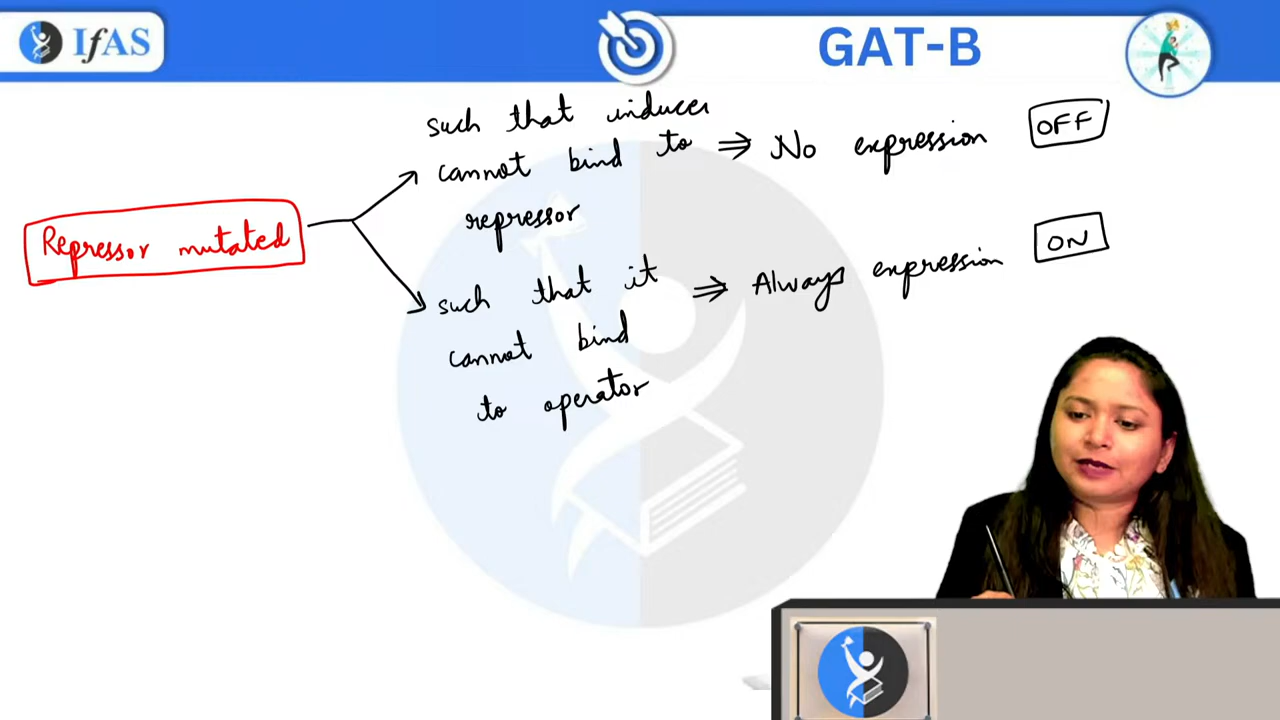 IfAS
GAT-B
Repressor mutated
such that inducer
cannot bind to
repressor
⇒ No expression
OFF
such that it
cannot bind
to operator
⇒ Always expression
ON